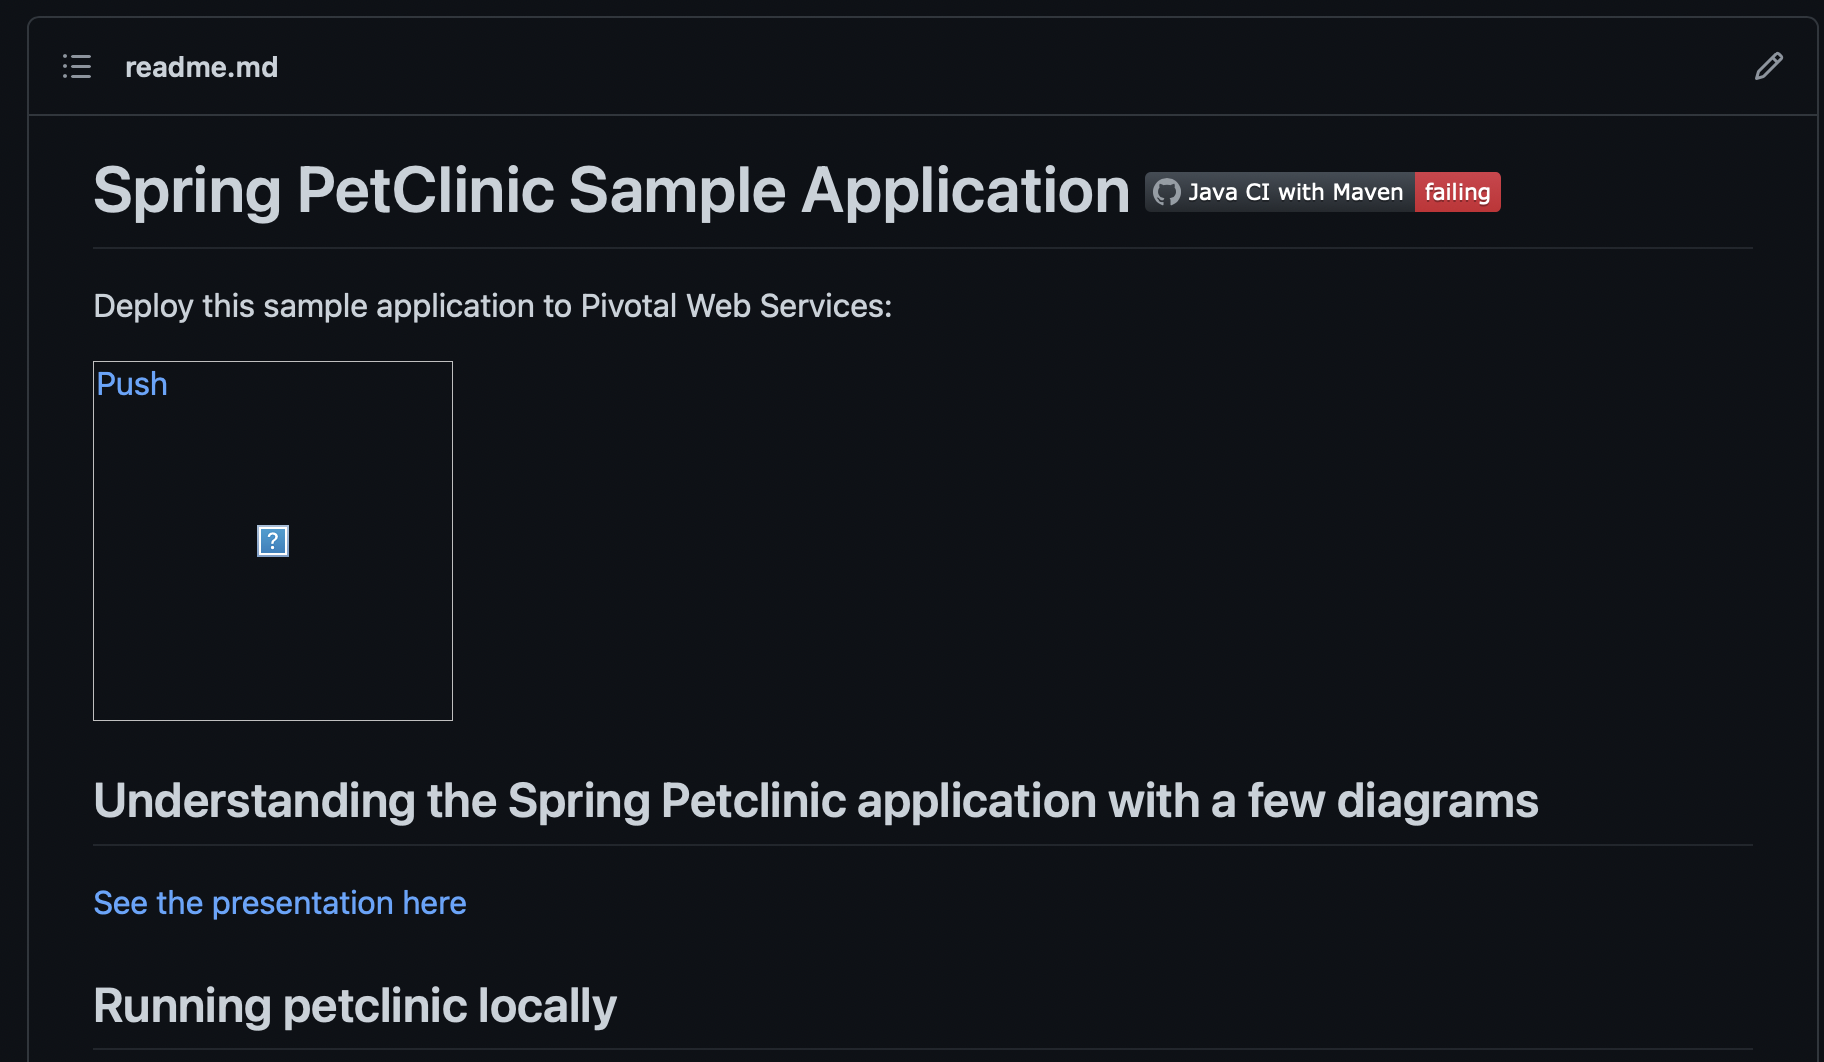 readme.md
Spring PetClinic Sample Application Java CI with Maven failing
Deploy this sample application to Pivotal Web Services:
Push
?
Understanding the Spring Petclinic application with a few diagrams
See the presentation here
Running petclinic locally